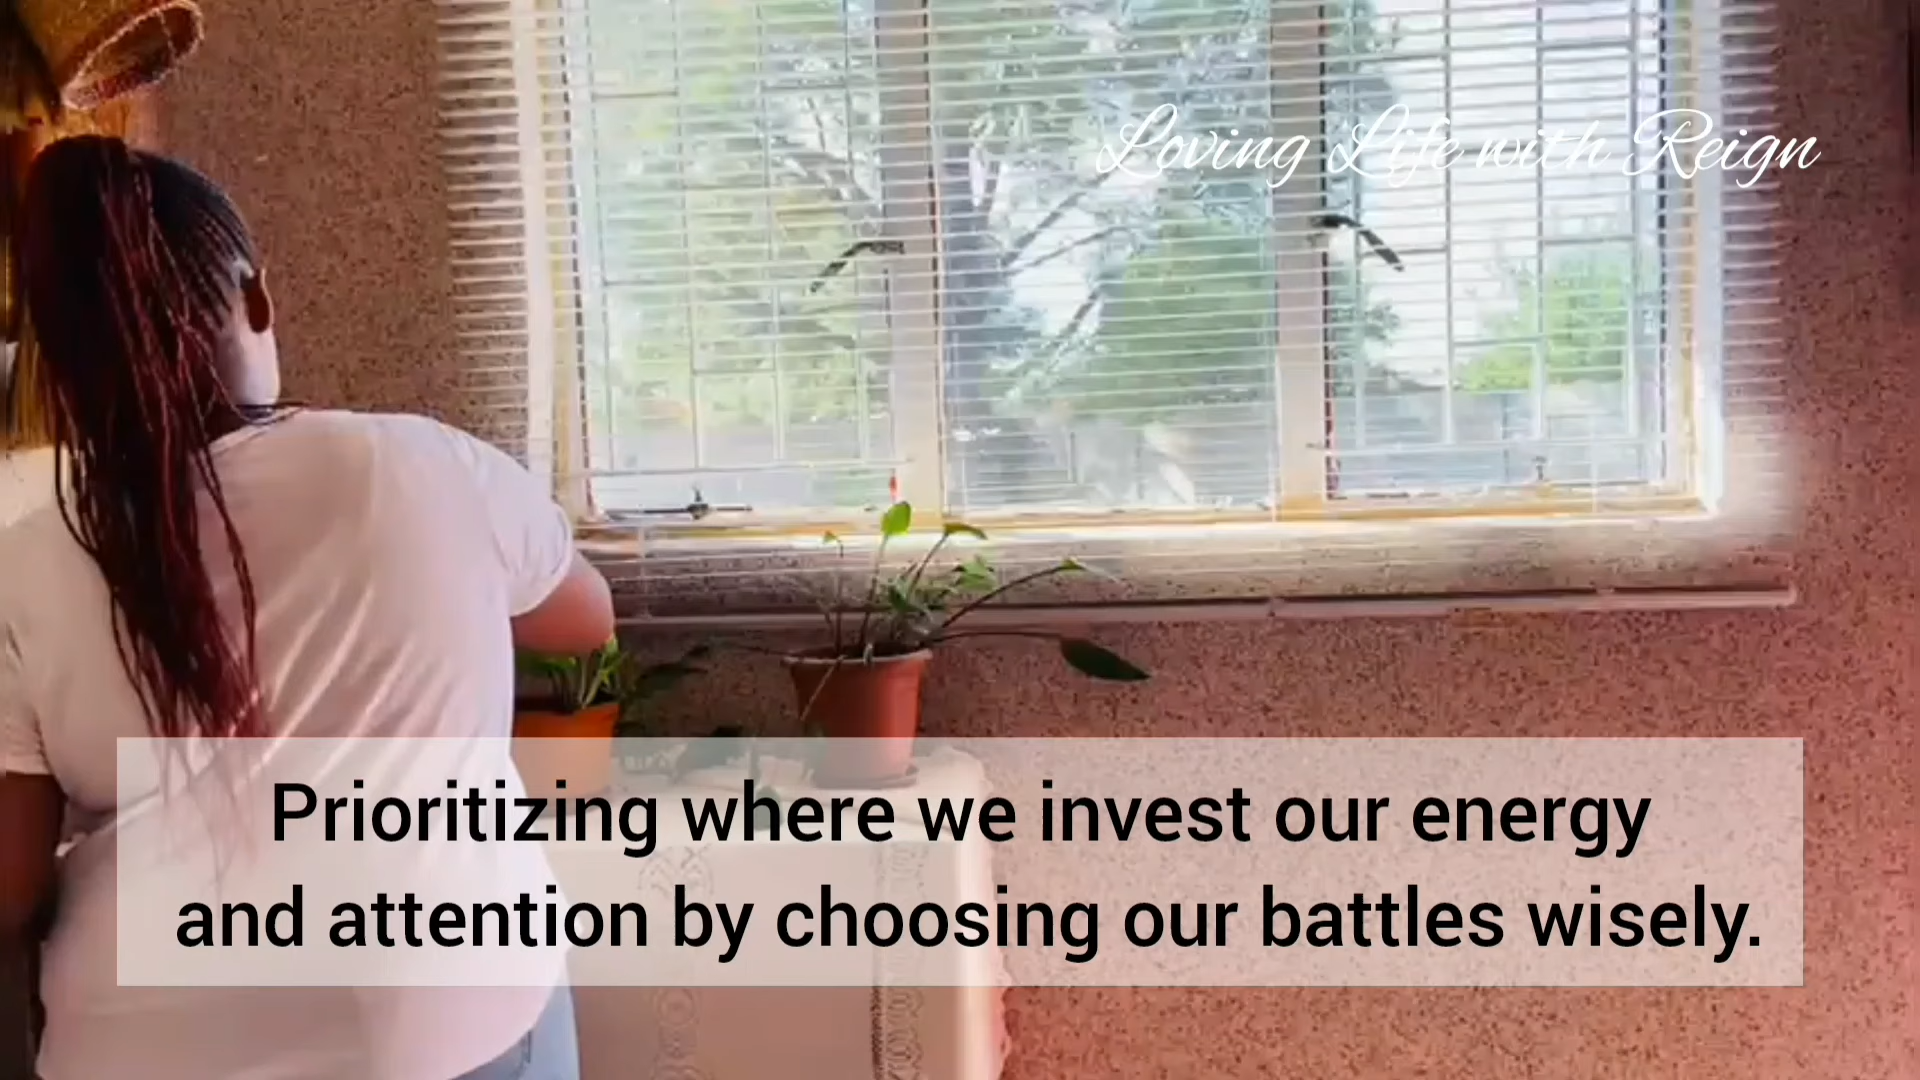 Loving Life with Reign
Prioritizing where we invest our energy
and attention by choosing our battles wisely.